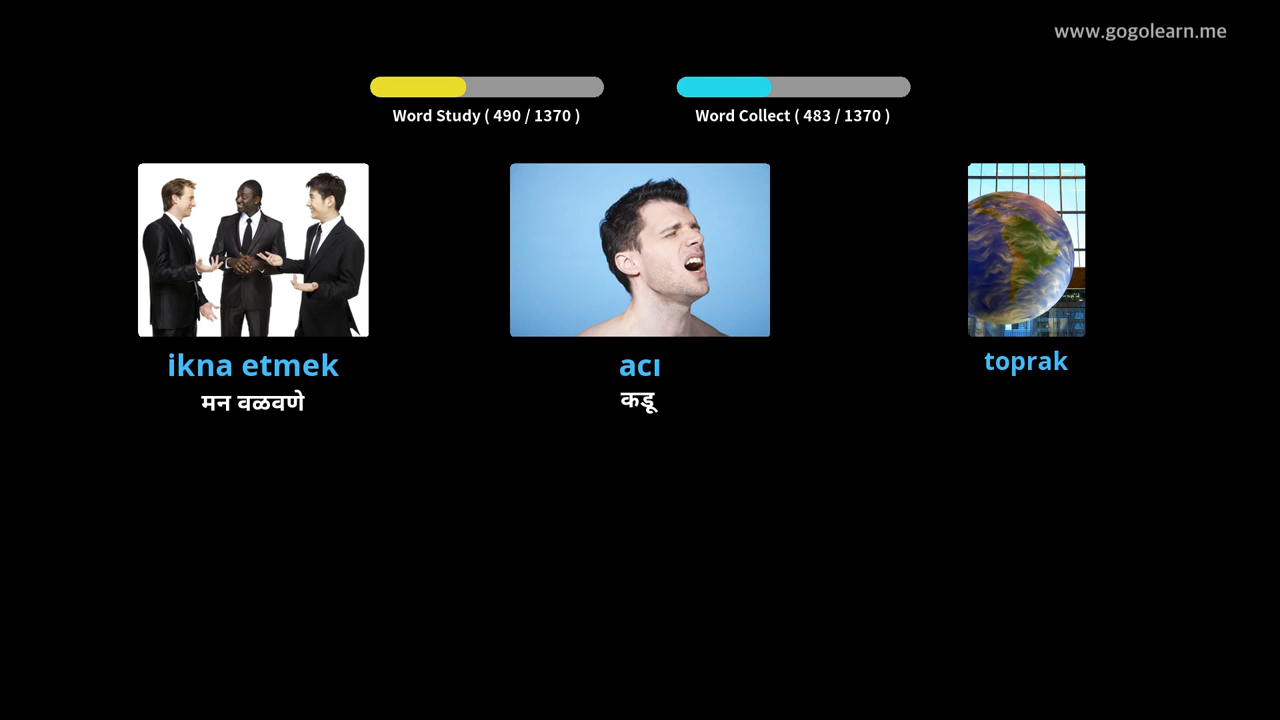 www.gogolearn.me
Word Study ( 490 / 1370 )
Word Collect ( 483 / 1370 )
ikna etmek
मन वळवणे
acı
कडू
toprak